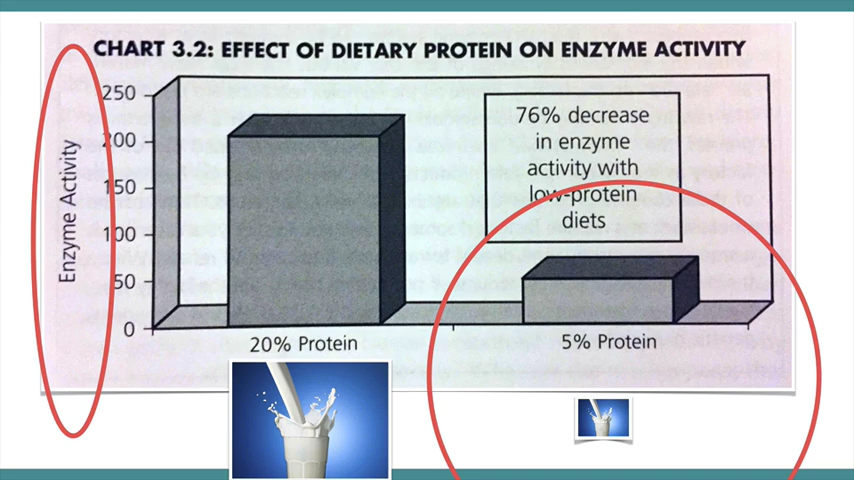 CHART 3.2: EFFECT OF DIETARY PROTEIN ON ENZYME ACTIVITY
Enzyme Activity
250
200
150
100
50
0
76% decrease
in enzyme
activity with
low-protein
diets
20% Protein
5% Protein